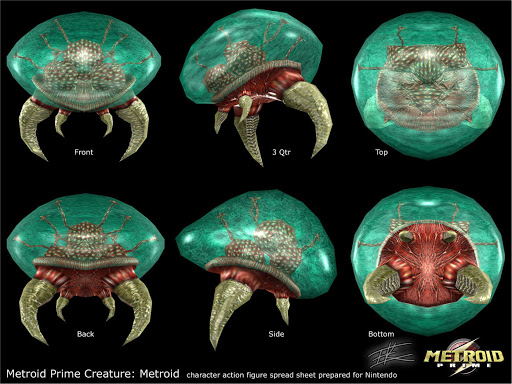 Front
3 Qtr
Top
Back
Side
Bottom
Metroid Prime Creature: Metroid character action figure spread sheet prepared for Nintendo
METROID
PRIME